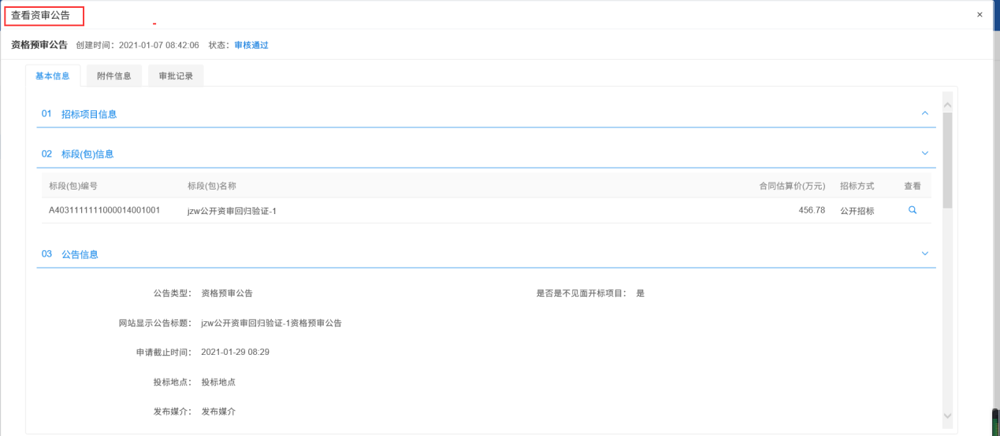 查看资审公告 ×
资格预审公告 创建时间：2021-01-07 08:42:06 状态：审核通过
基本信息 附件信息 审批记录
01 招标项目信息
02 标段(包)信息
标段(包)编号 标段(包)名称 合同估算价(万元) 招标方式 查看
A4031111111000014001001 jzw公开资审回归验证-1 456.78 公开招标
03 公告信息
公告类型： 资格预审公告 是否是不见面开标项目： 是
网站显示公告标题： jzw公开资审回归验证-1资格预审公告
申请截止时间： 2021-01-29 08:29
投标地点： 投标地点
发布媒介： 发布媒介